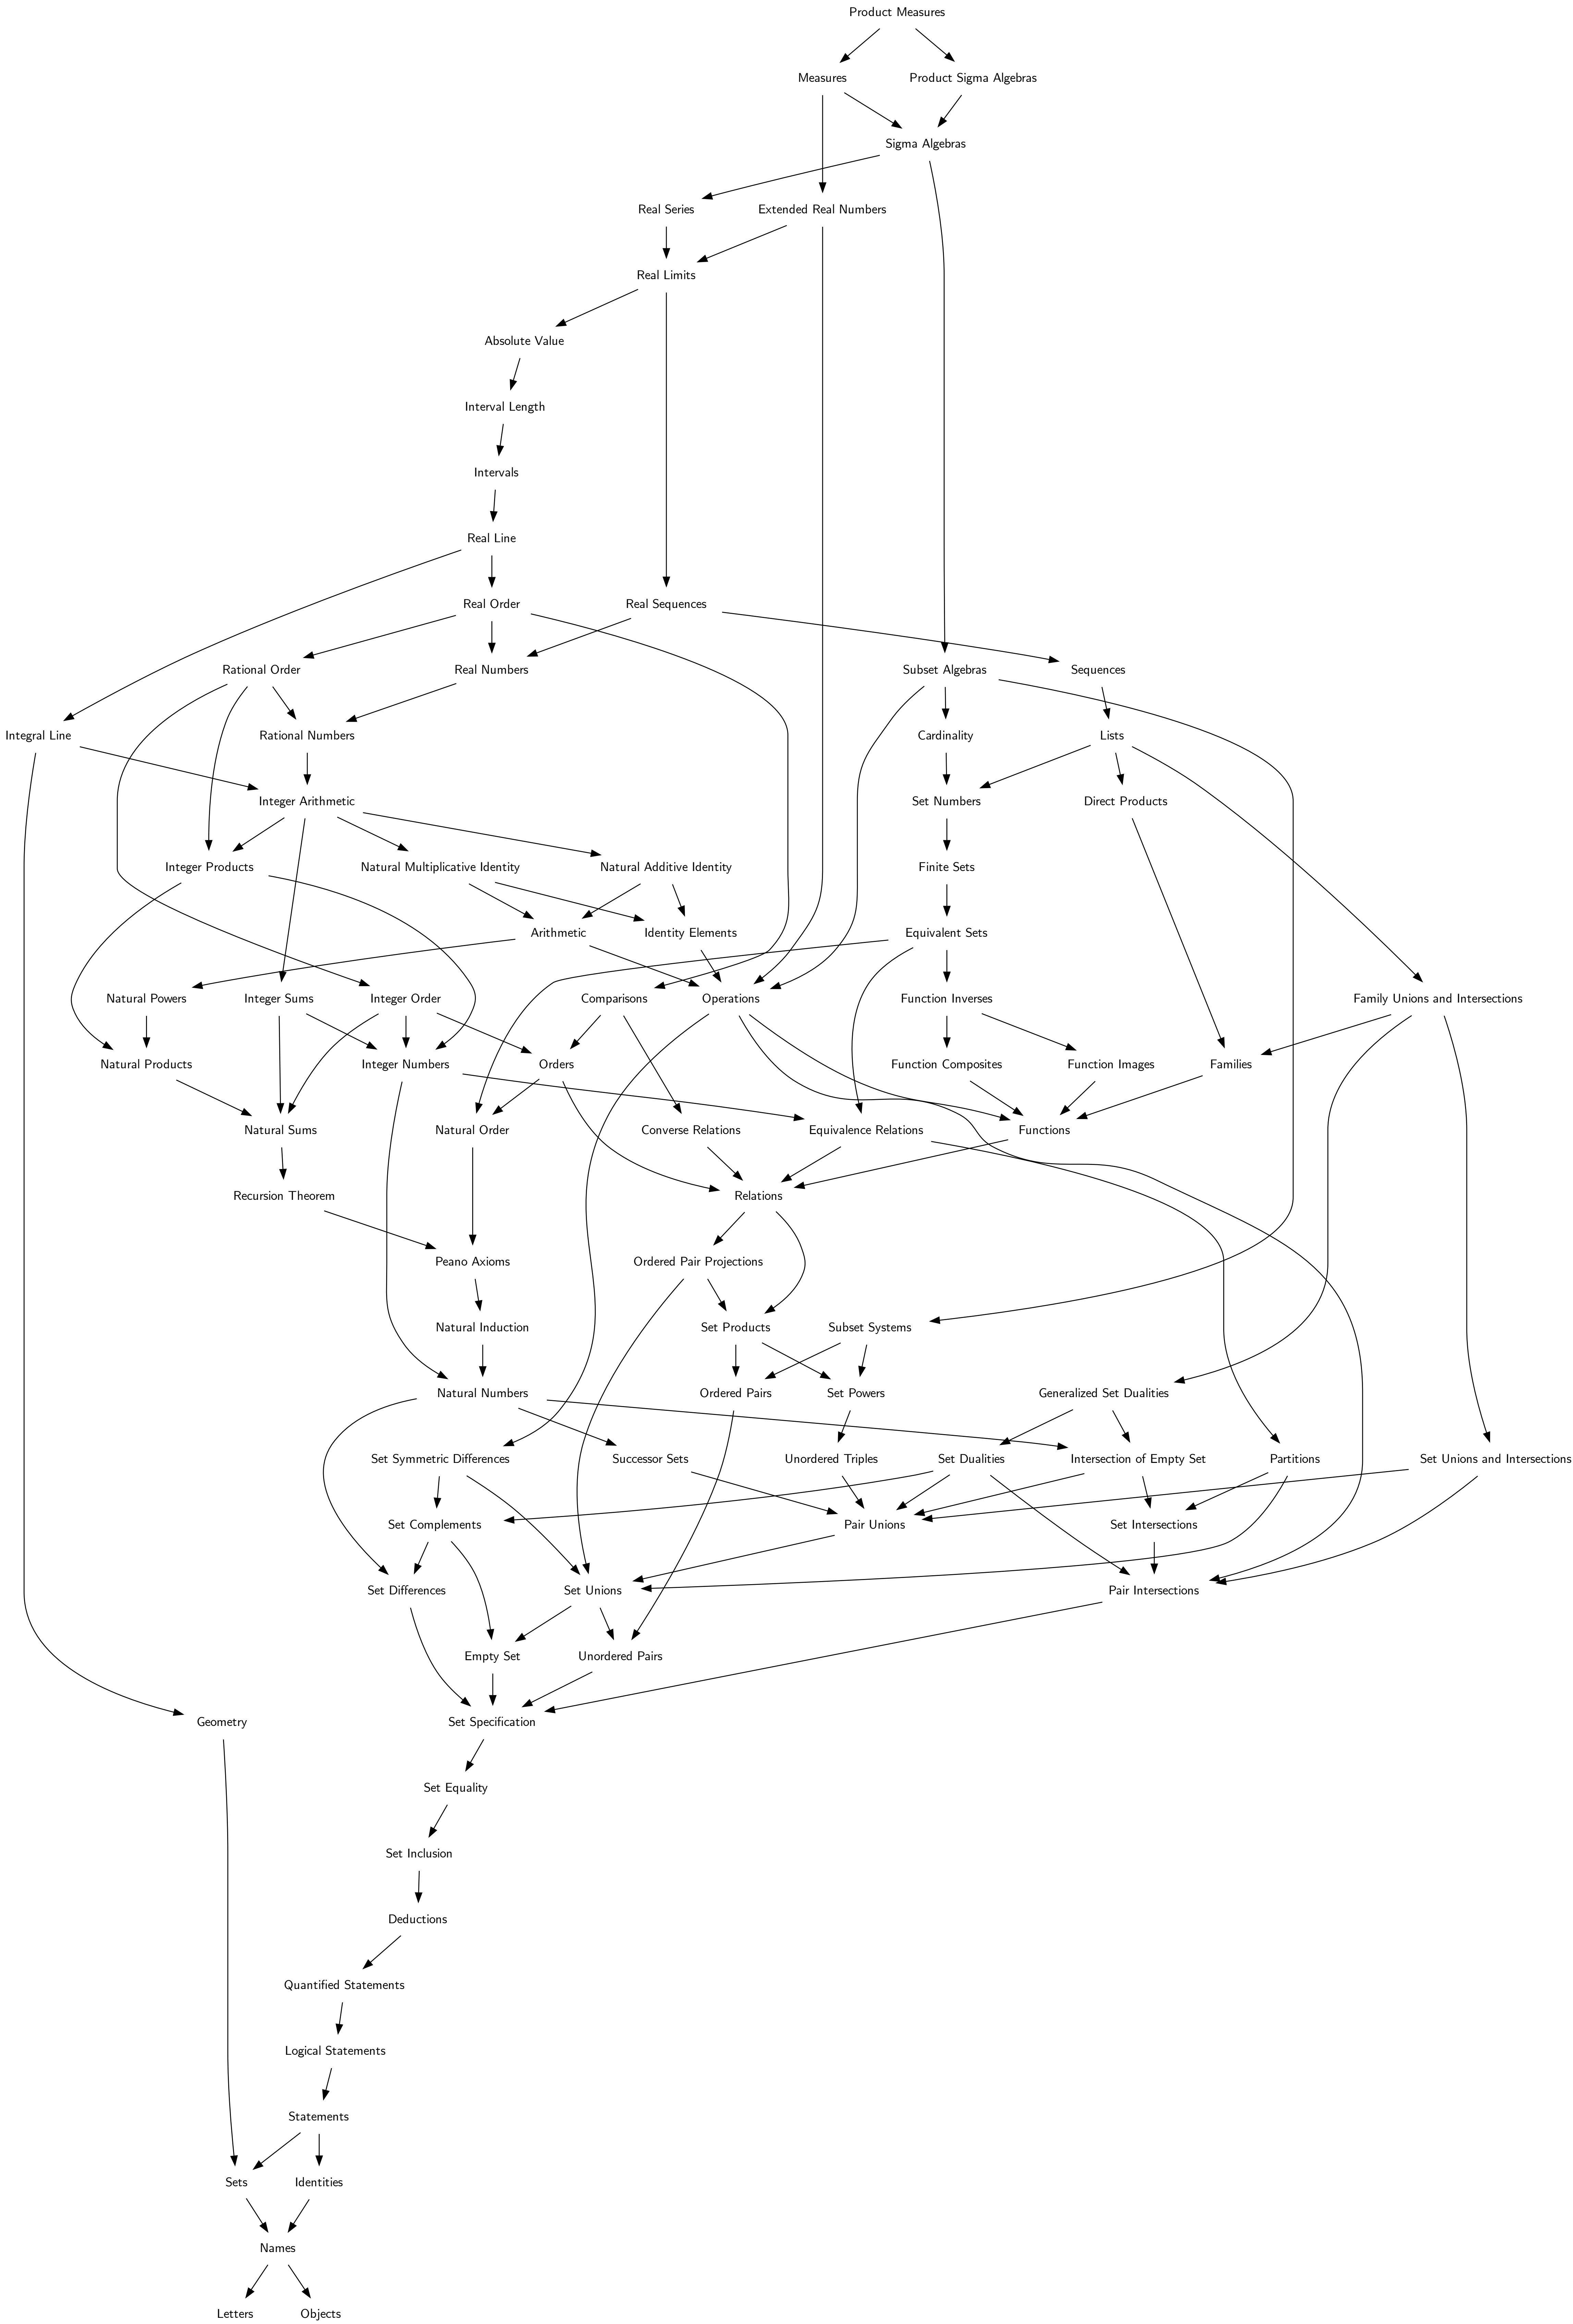 Product Measures
Measures
Product Sigma Algebras
Sigma Algebras
Real Series
Extended Real Numbers
Real Limits
Absolute Value
Interval Length
Intervals
Real Line
Real Order
Real Sequences
Rational Order
Real Numbers
Subset Algebras
Sequences
Integral Line
Rational Numbers
Cardinality
Lists
Integer Arithmetic
Set Numbers
Direct Products
Integer Products
Natural Multiplicative Identity
Natural Additive Identity
Finite Sets
Arithmetic
Identity Elements
Equivalent Sets
Natural Powers
Integer Sums
Integer Order
Comparisons
Operations
Function Inverses
Family Unions and Intersections
Natural Products
Integer Numbers
Orders
Function Composites
Function Images
Families
Natural Sums
Natural Order
Converse Relations
Equivalence Relations
Functions
Recursion Theorem
Relations
Peano Axioms
Ordered Pair Projections
Natural Induction
Set Products
Subset Systems
Natural Numbers
Ordered Pairs
Set Powers
Generalized Set Dualities
Set Symmetric Differences
Successor Sets
Unordered Triples
Set Dualities
Intersection of Empty Set
Partitions
Set Unions and Intersections
Set Complements
Pair Unions
Set Intersections
Set Differences
Set Unions
Pair Intersections
Empty Set
Unordered Pairs
Geometry
Set Specification
Set Equality
Set Inclusion
Deductions
Quantified Statements
Logical Statements
Statements
Sets
Identities
Names
Letters
Objects